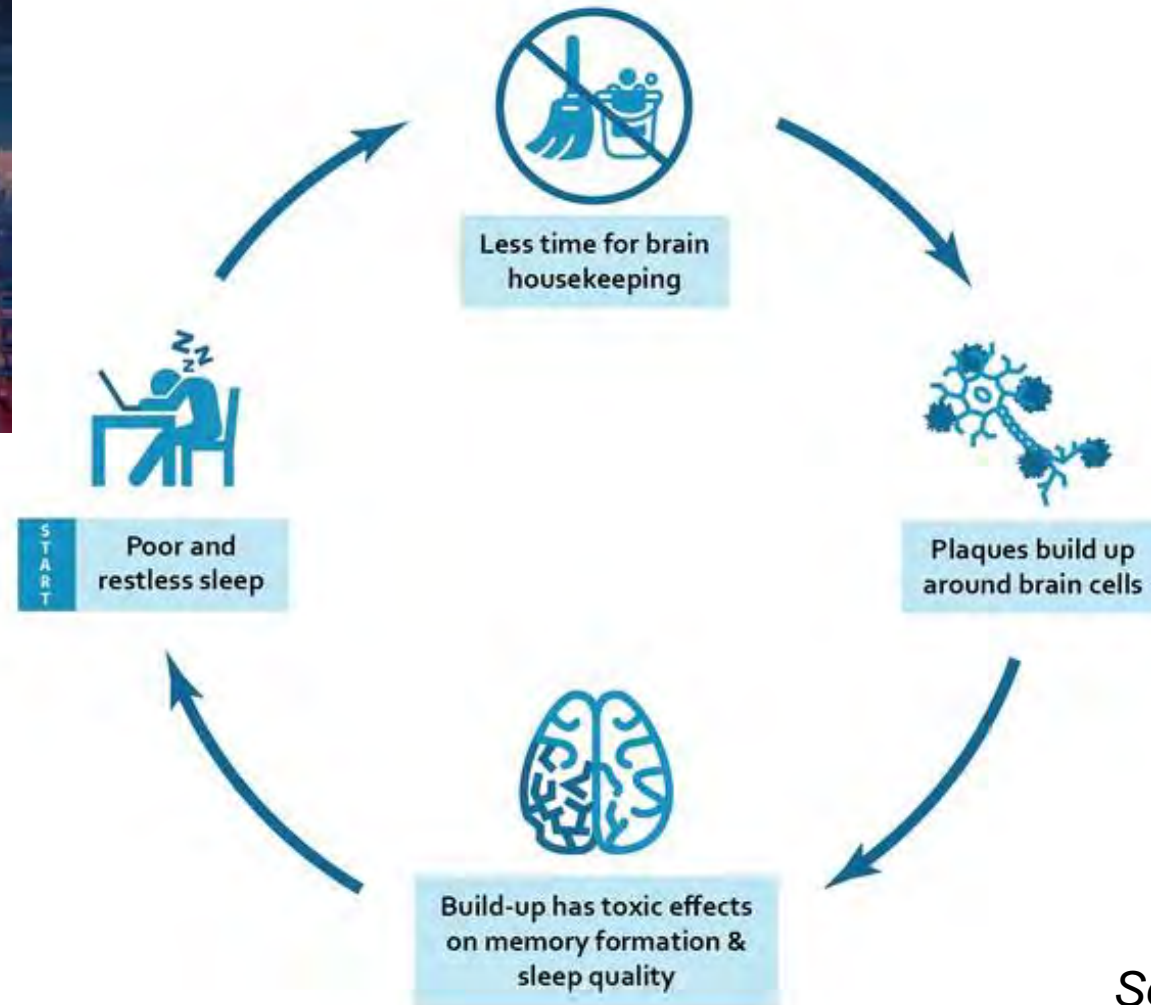 Less time for brain
housekeeping
z z z
START
Poor and
restless sleep
Plaques build up
around brain cells
Build-up has toxic effects
on memory formation &
sleep quality